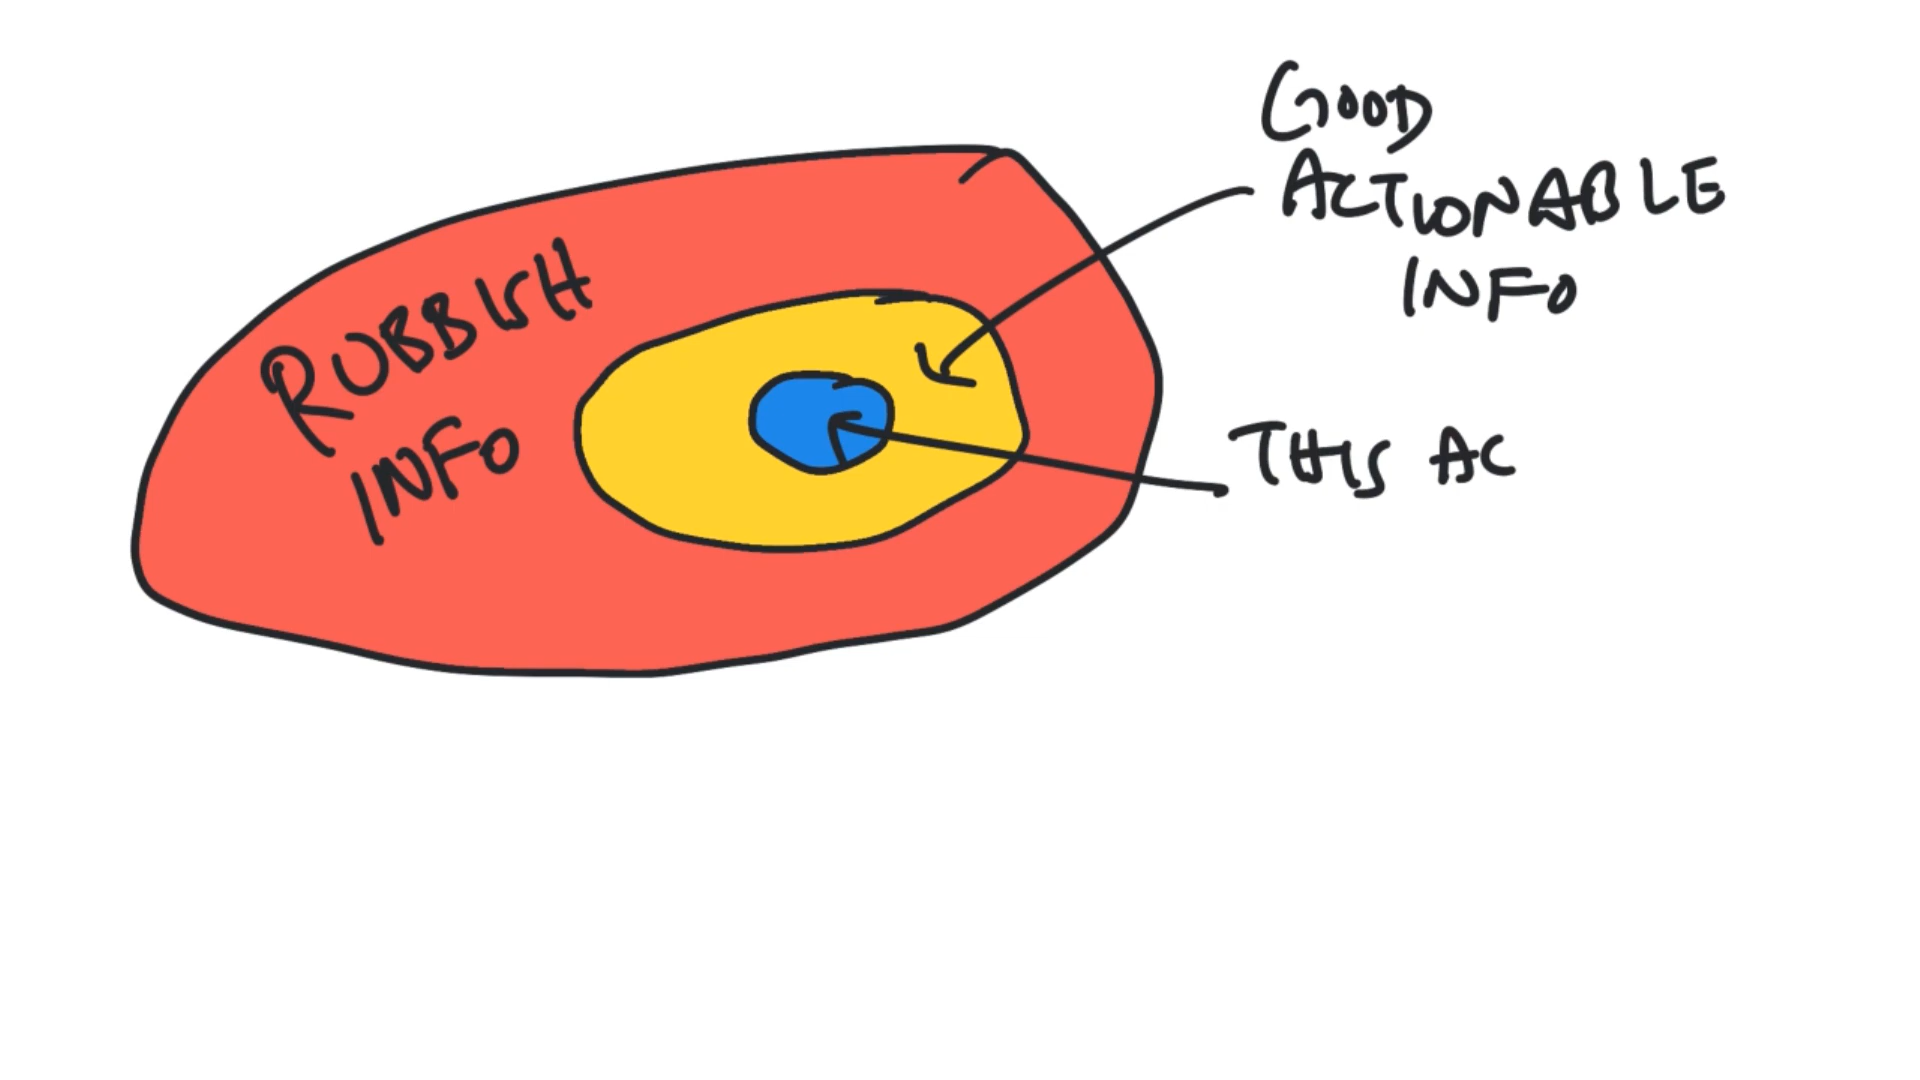 RUBBISH
INFO
GOOD
ACTIONABLE
INFO
THIS AC